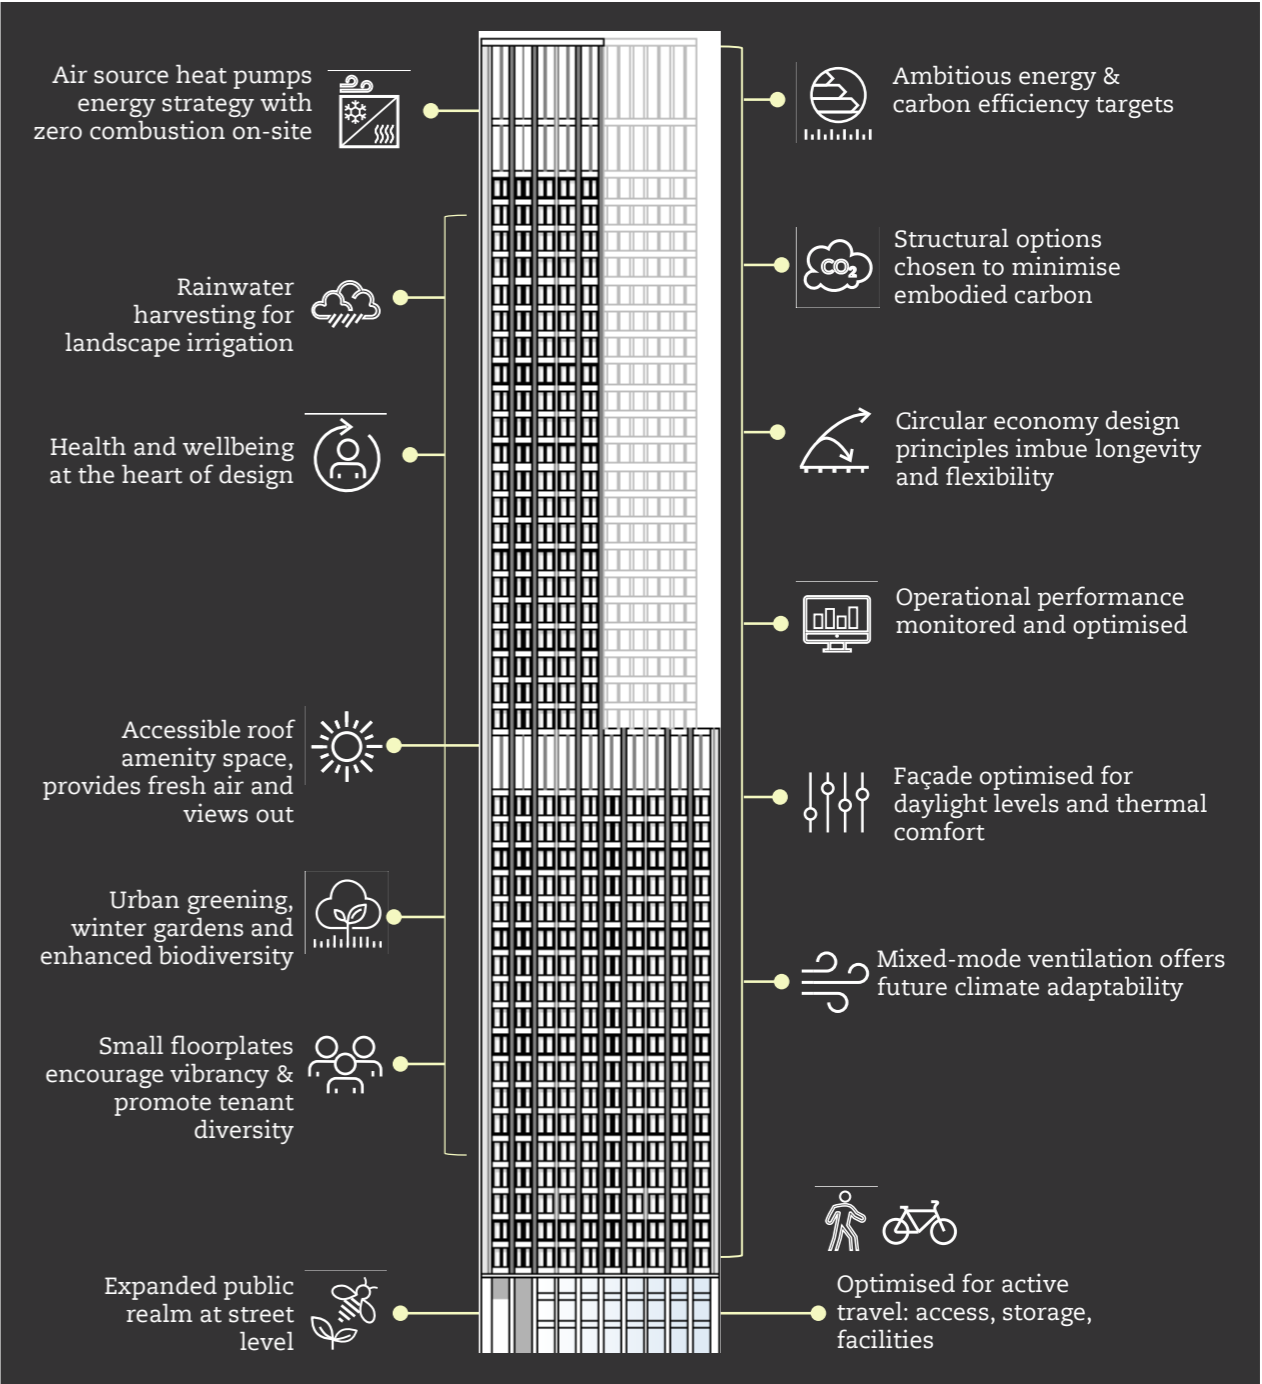 Air source heat pumps
energy strategy with
zero combustion on-site
Rainwater
harvesting for
landscape irrigation
Health and wellbeing
at the heart of design
Accessible roof
amenity space,
provides fresh air and
views out
Urban greening,
winter gardens and
enhanced biodiversity
Small floorplates
encourage vibrancy &
promote tenant
diversity
Expanded public
realm at street
level
Ambitious energy &
carbon efficiency targets
CO2
Structural options
chosen to minimise
embodied carbon
Circular economy design
principles imbue longevity
and flexibility
Operational performance
monitored and optimised
Façade optimised for
daylight levels and thermal
comfort
Mixed-mode ventilation offers
future climate adaptability
Optimised for active
travel: access, storage,
facilities